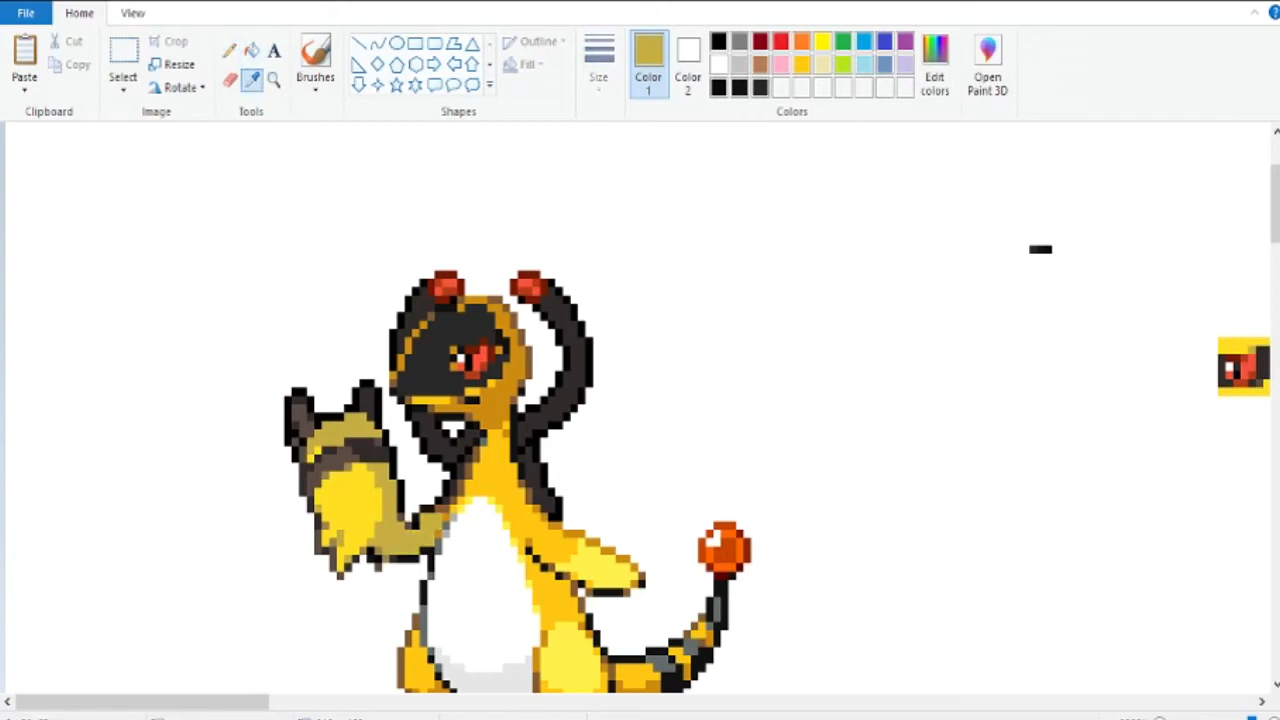 File Home View
Paste Cut Copy Clipboard
Select Crop Resize Rotate Image
A Tools
Brushes
Outline Fill Shapes
Size
Color 1
Color 2
Edit colors
Colors
Open Paint 3D